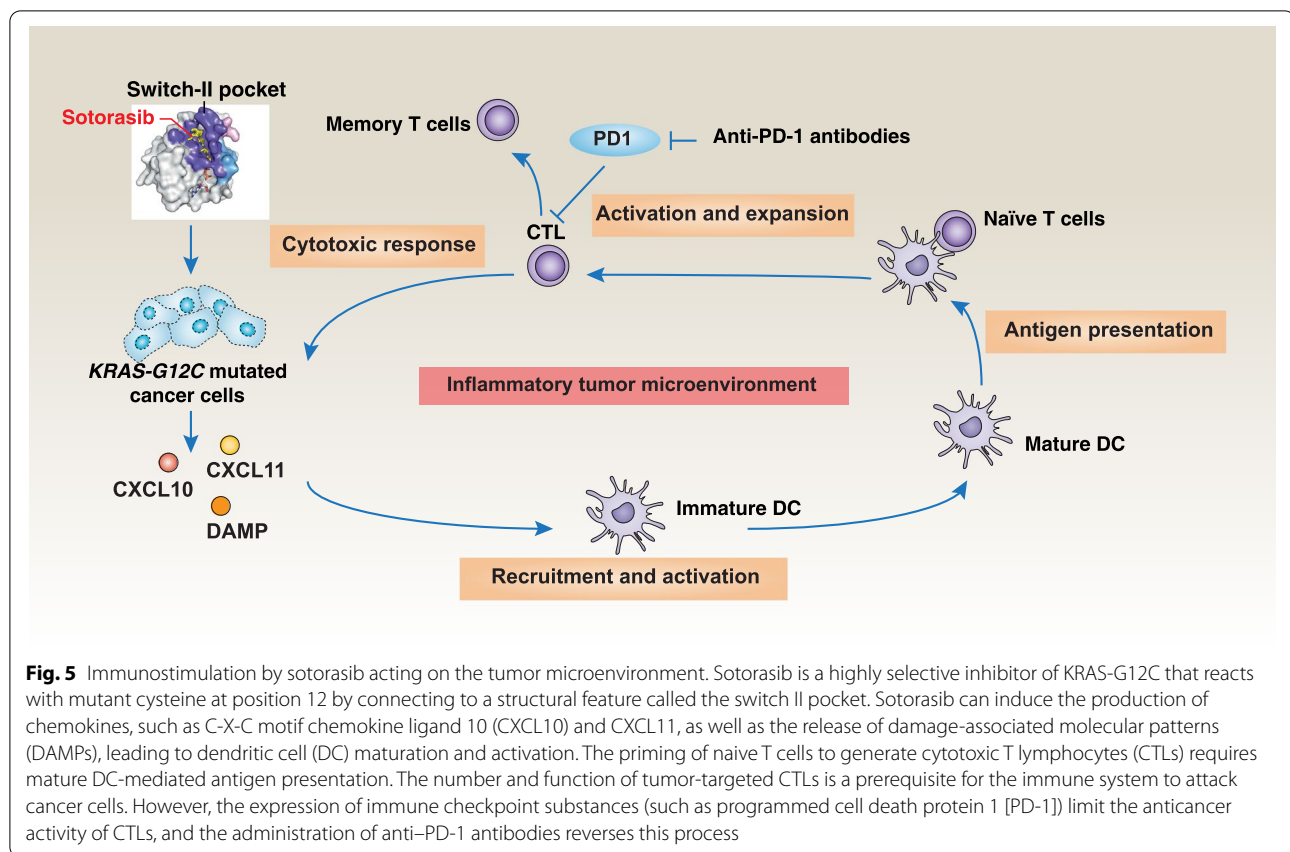 Switch-II pocket
Sotorasib
Memory T cells
PD1
Anti-PD-1 antibodies
Activation and expansion
Naïve T cells
CTL
Cytotoxic response
Antigen presentation
KRAS-G12C mutated
cancer cells
Inflammatory tumor microenvironment
Mature DC
CXCL11
CXCL10
DAMP
Immature DC
Recruitment and activation
Fig. 5 Immunostimulation by sotorasib acting on the tumor microenvironment. Sotorasib is a highly selective inhibitor of KRAS-G12C that reacts
with mutant cysteine at position 12 by connecting to a structural feature called the switch II pocket. Sotorasib can induce the production of
chemokines, such as C-X-C motif chemokine ligand 10 (CXCL10) and CXCL11, as well as the release of damage-associated molecular patterns
(DAMPs), leading to dendritic cell (DC) maturation and activation. The priming of naive T cells to generate cytotoxic T lymphocytes (CTLs) requires
mature DC-mediated antigen presentation. The number and function of tumor-targeted CTLs is a prerequisite for the immune system to attack
cancer cells. However, the expression of immune checkpoint substances (such as programmed cell death protein 1 [PD-1]) limit the anticancer
activity of CTLs, and the administration of anti–PD-1 antibodies reverses this process